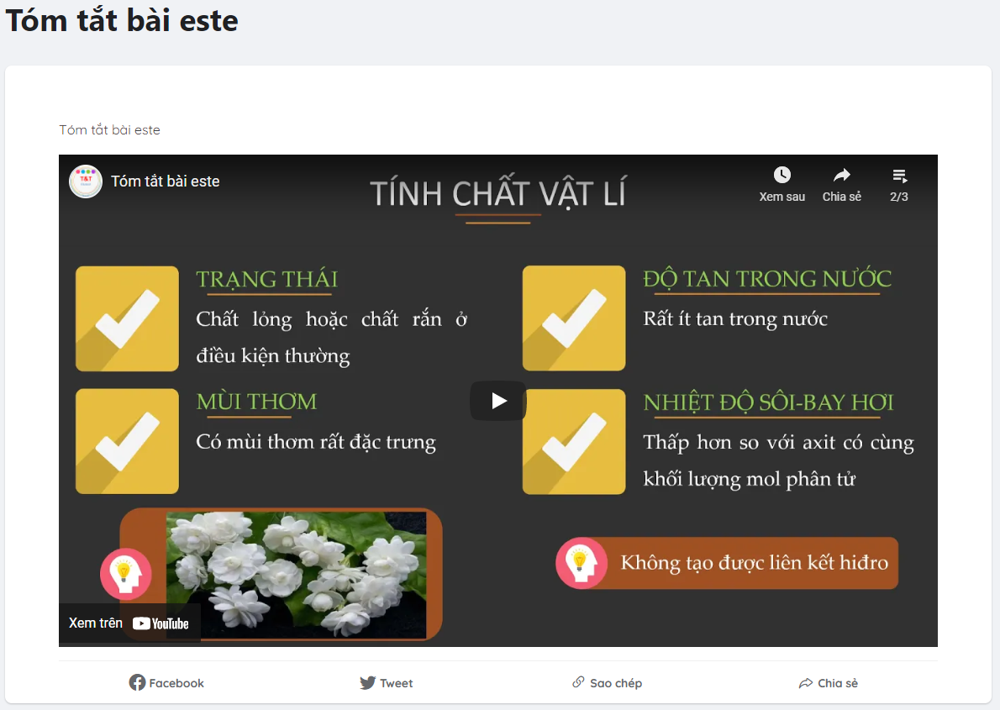 Tóm tắt bài este
Tóm tắt bài este
T&T
Tóm tắt bài este
TÍNH CHẤT VẬT LÍ
Xem sau
Chia sẻ
2/3
TRẠNG THÁI
Chất lỏng hoặc chất rắn ở
điều kiện thường
ĐỘ TAN TRONG NƯỚC
Rất ít tan trong nước
MÙI THƠM
Có mùi thơm rất đặc trưng
NHIỆT ĐỘ SÔI-BAY HƠI
Thấp hơn so với axit có cùng
khối lượng mol phân tử
Không tạo được liên kết hiđro
Xem trên YouTube
Facebook
Tweet
Sao chép
Chia sẻ